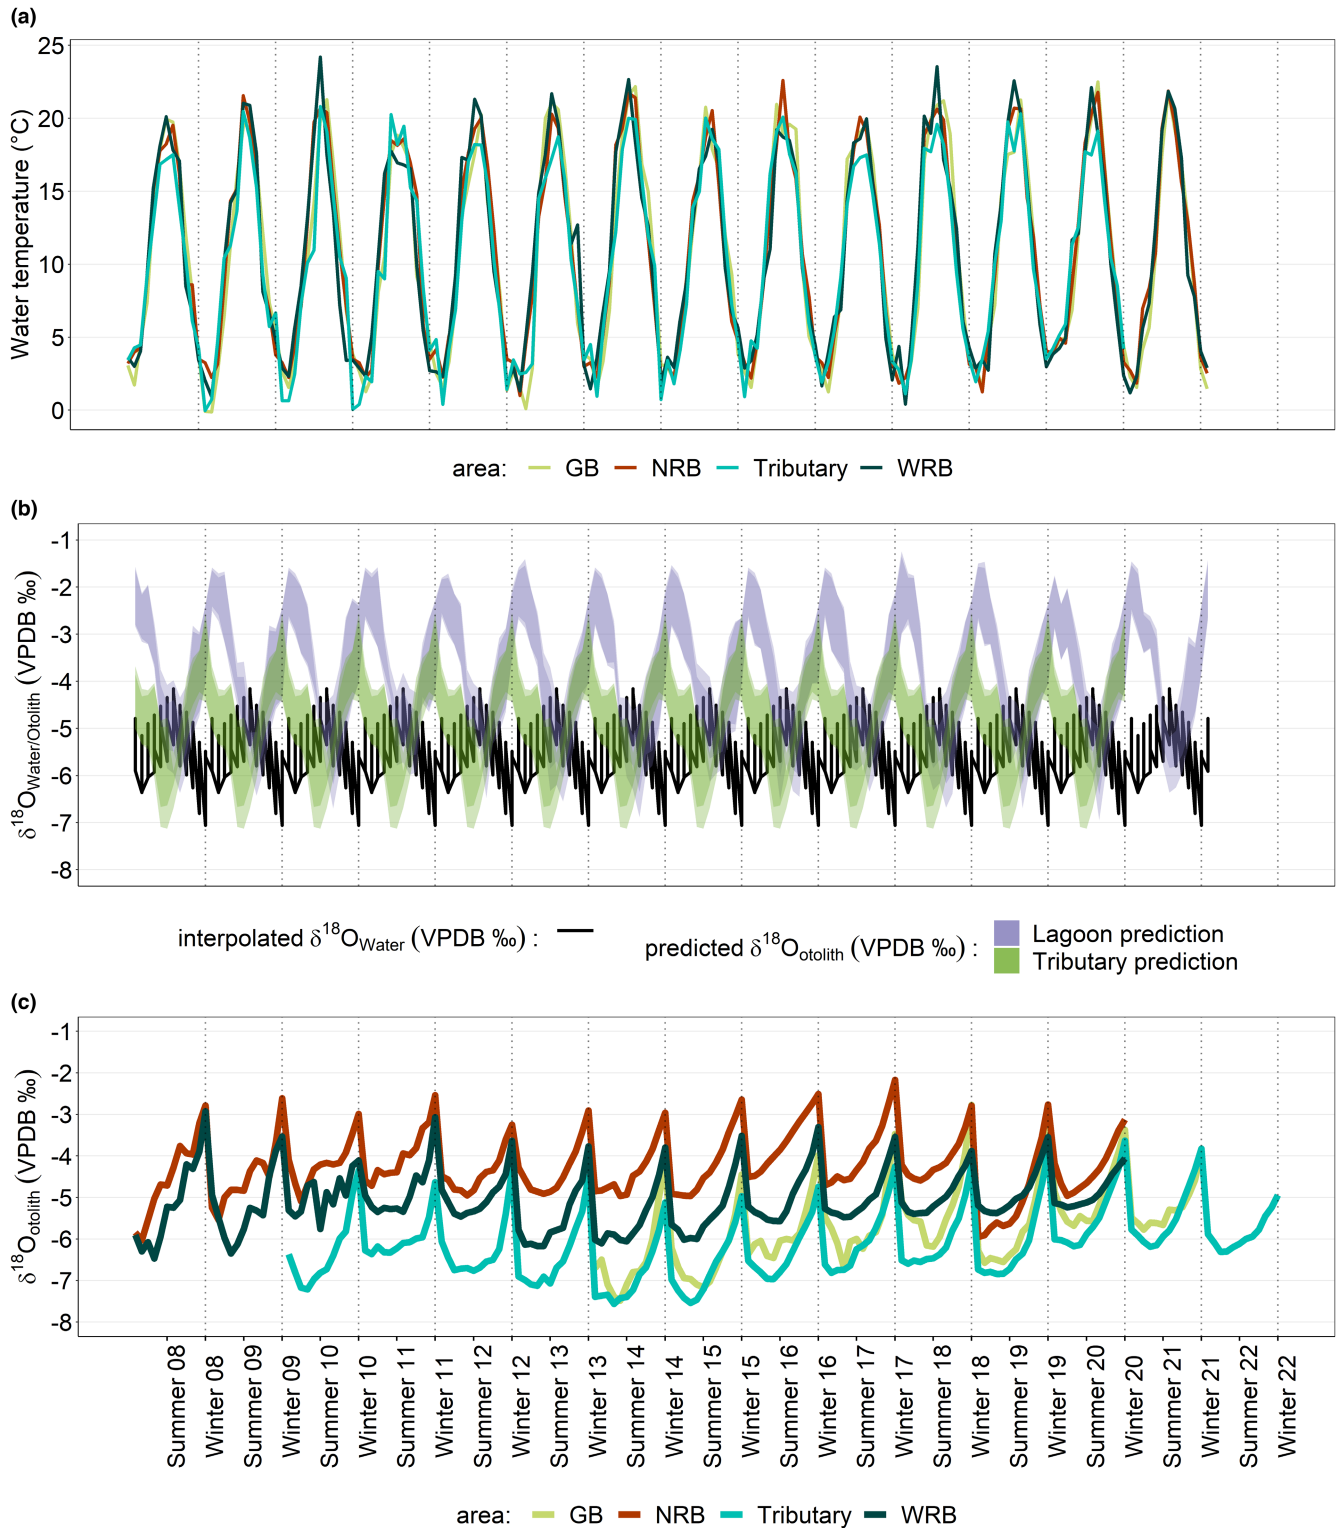 (a)
25
20
15
10
5
0
Water temperature (°C)
area: GB NRB Tributary WRB
(b)
-1
-2
-3
-4
-5
-6
-7
-8
δ18OWater/Otolith (VPDB ‰)
interpolated δ18OWater (VPDB ‰) :
predicted δ18Ootolith (VPDB ‰) :
Lagoon prediction
Tributary prediction
(c)
-1
-2
-3
-4
-5
-6
-7
-8
δ18OOtolith (VPDB ‰)
Summer 08
Winter 08
Summer 09
Winter 09
Summer 10
Winter 10
Summer 11
Winter 11
Summer 12
Winter 12
Summer 13
Winter 13
Summer 14
Winter 14
Summer 15
Winter 15
Summer 16
Winter 16
Summer 17
Winter 17
Summer 18
Winter 18
Summer 19
Winter 19
Summer 20
Winter 20
Summer 21
Winter 21
Summer 22
Winter 22
area: GB NRB Tributary WRB